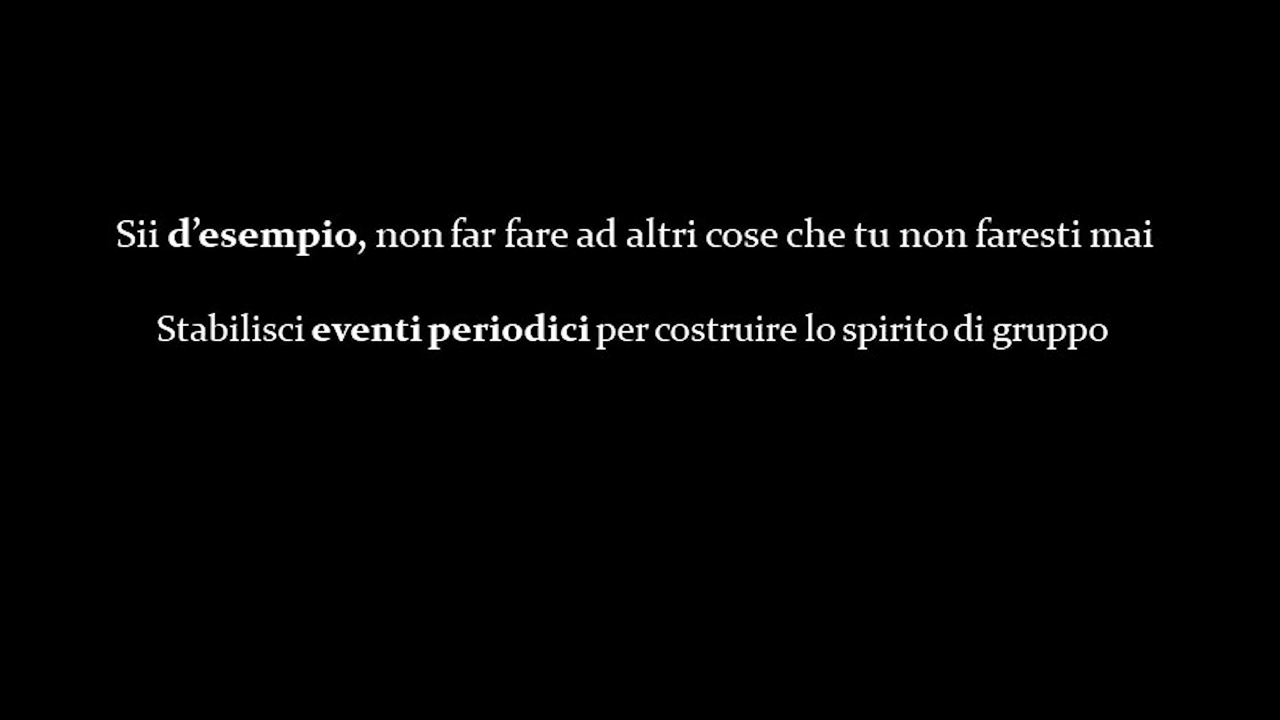 Sii d’esempio, non far fare ad altri cose che tu non faresti mai
Stabilisci eventi periodici per costruire lo spirito di gruppo